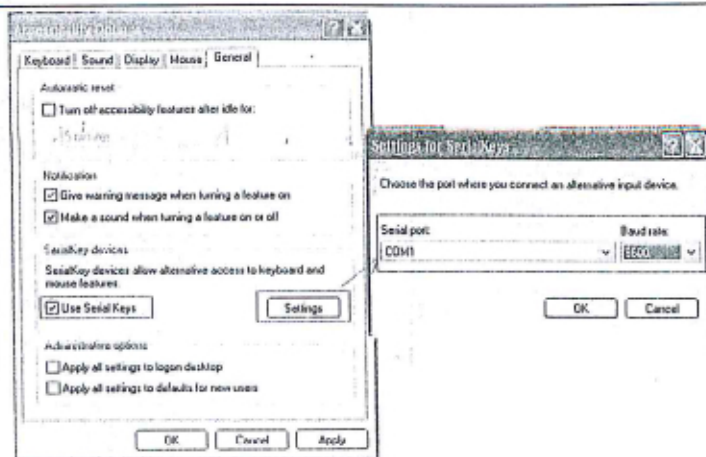 Keyboard Sound Display Mouse General
Automatic reset
Turn off accessibility features after idle for:
Notification
Give warning message when turning a feature on
Make a sound when turning a feature on or off
SerialKey devices
SerialKey devices allow alternative access to keyboard and
mouse features.
Use Serial Keys
Settings
Administrative options
Apply all settings to logon desktop
Apply all settings to defaults for new users
OK Cancel Apply
Settings for SerialKeys
Choose the port where you connect an alternative input device.
Serial port: Baud rate:
COM1
OK Cancel